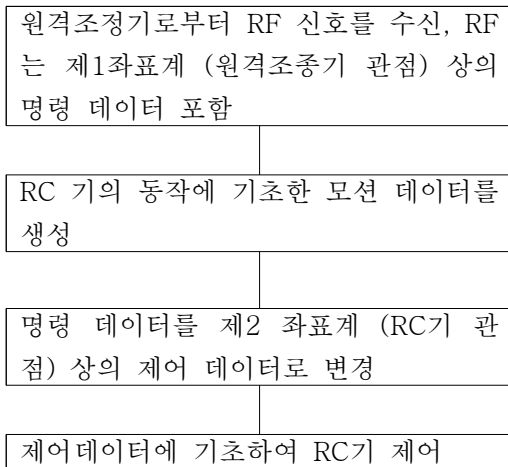 원격조정기로부터 RF 신호를 수신, RF
는 제1좌표계 (원격조종기 관점) 상의
명령 데이터 포함
RC 기의 동작에 기초한 모션 데이터를
생성
명령 데이터를 제2 좌표계 (RC기 관
점) 상의 제어 데이터로 변경
제어데이터에 기초하여 RC기 제어